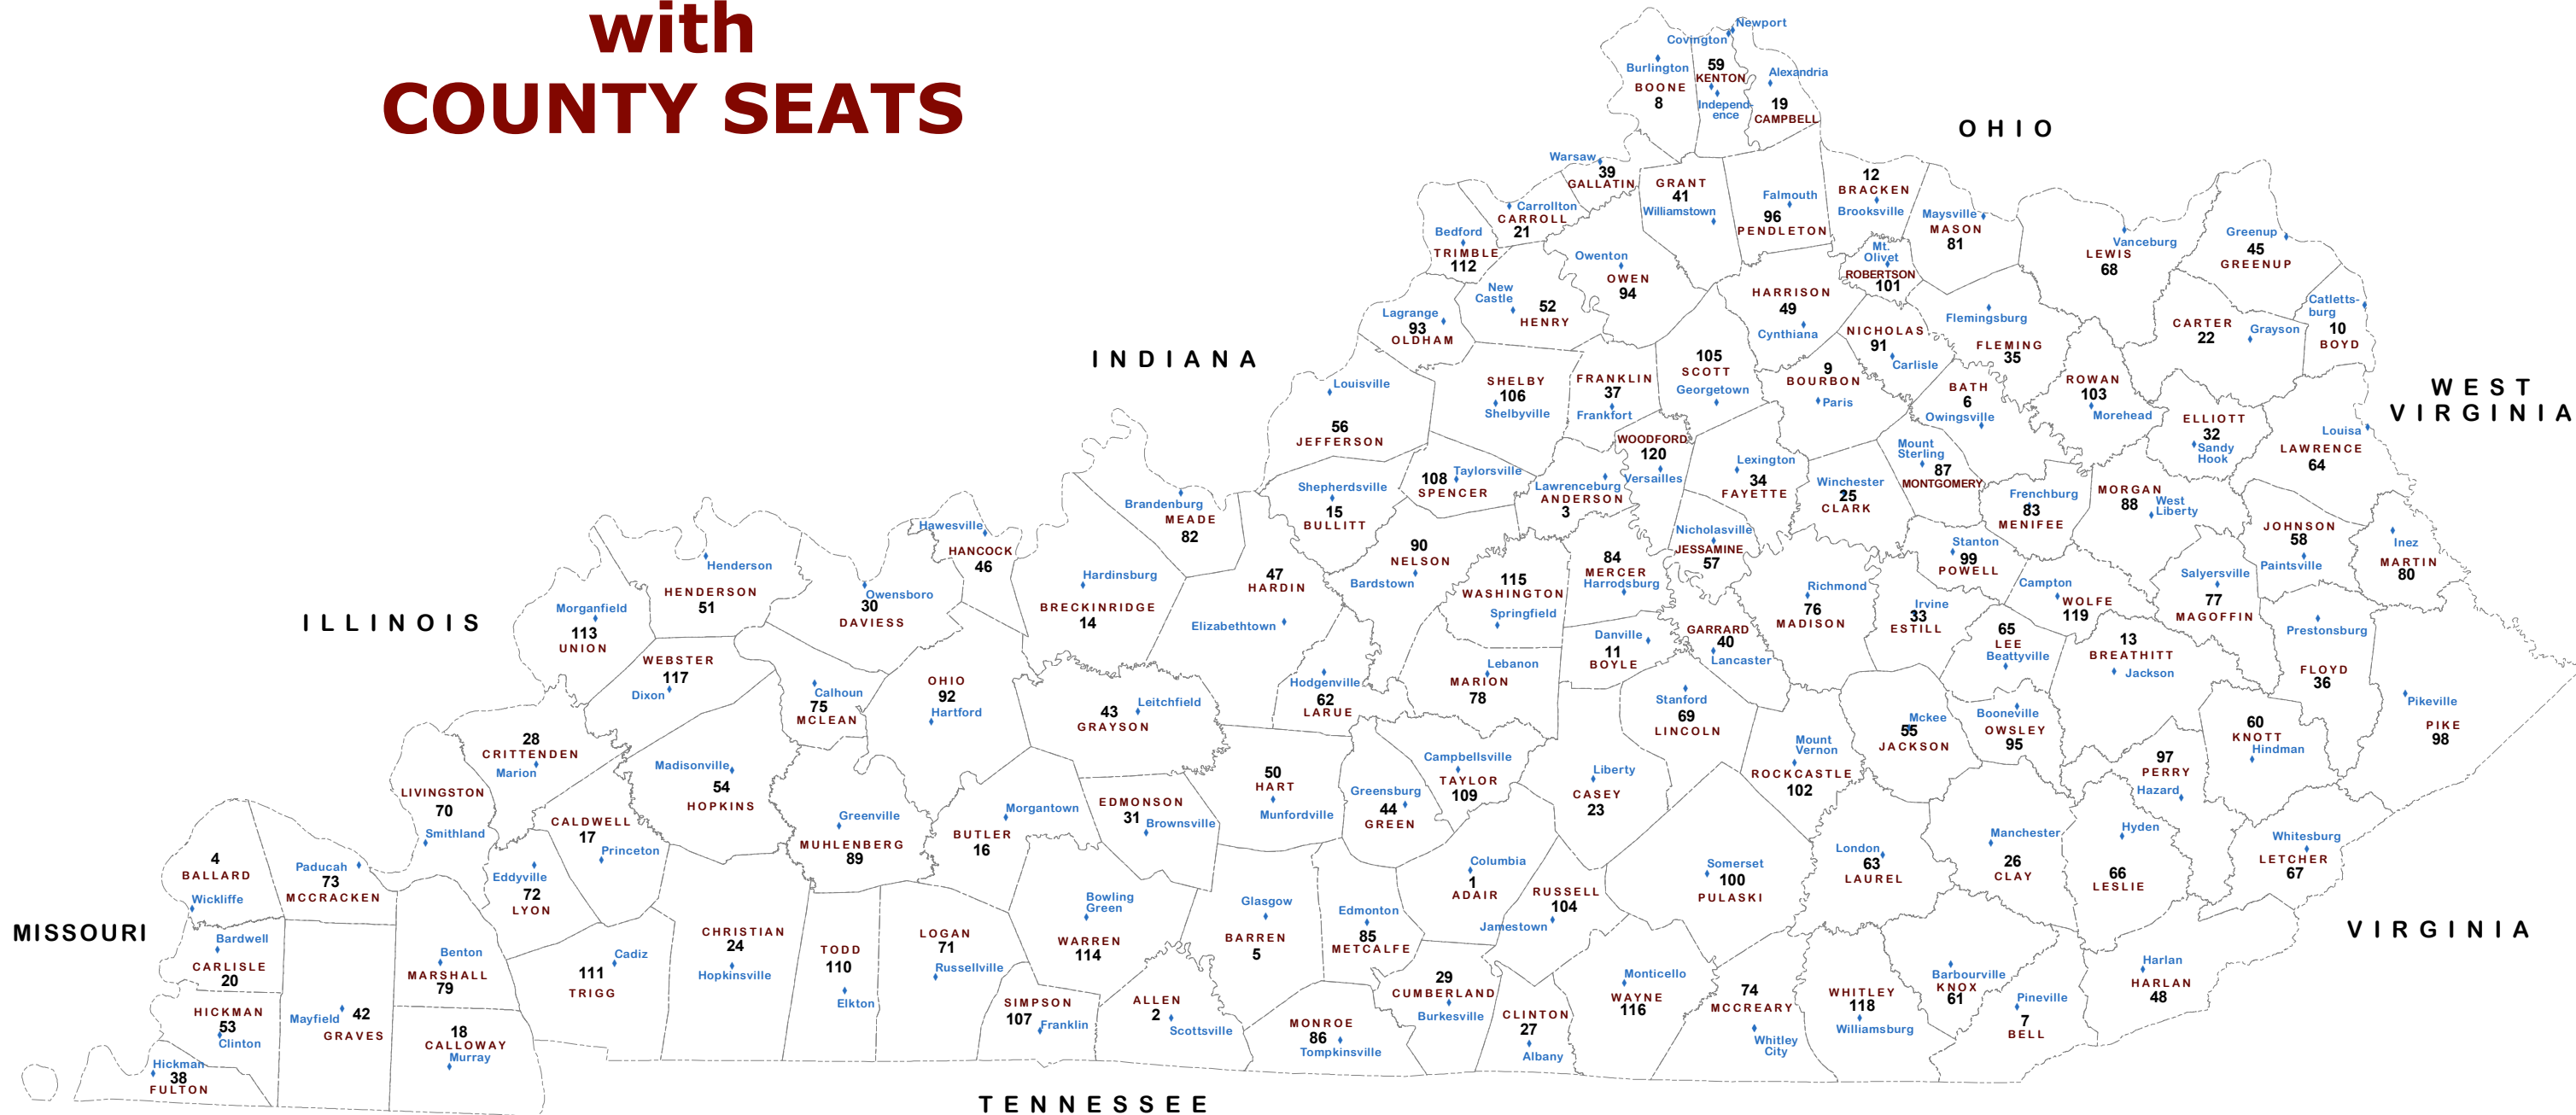 with
COUNTY SEATS
OHIO
INDIANA
ILLINOIS
MISSOURI
TENNESSEE
VIRGINIA
WEST
VIRGINIA
Newport
Covington
Burlington
BOONE
8
59
KENTON
Independ-
ence
Alexandria
19
CAMPBELL
Warsaw
39
GALLATIN
GRANT
41
Williamstown
Falmouth
96
PENDLETON
12
BRACKEN
Brooksville
Maysville
MASON
81
Vanceburg
LEWIS
68
Greenup
45
GREENUP
Carrollton
CARROLL
21
Bedford
TRIMBLE
112
Owenton
OWEN
94
Mt.
Olivet
ROBERTSON
101
New
Castle
52
HENRY
Lagrange
93
OLDHAM
HARRISON
49
Cynthiana
NICHOLAS
91
Carlisle
Flemingsburg
FLEMING
35
CARTER
22
Grayson
Catletts-
burg
10
BOYD
Louisville
56
JEFFERSON
SHELBY
106
Shelbyville
FRANKLIN
37
Frankfort
105
SCOTT
Georgetown
9
BOURBON
Paris
BATH
6
Owingsville
ROWAN
103
Morehead
ELLIOTT
32
Sandy
Hook
Louisa
LAWRENCE
64
WOODFORD
120
Versailles
Lexington
34
FAYETTE
Winchester
25
CLARK
Mount
Sterling
87
MONTGOMERY
Frenchburg
83
MENIFEE
MORGAN
88
West
Liberty
JOHNSON
58
Paintsville
Inez
MARTIN
80
Shepherdsville
15
BULLITT
108
Taylorsville
SPENCER
Lawrenceburg
ANDERSON
3
Brandenburg
MEADE
82
Hawesville
HANCOCK
46
Henderson
HENDERSON
51
Owensboro
30
DAVIESS
Hardinsburg
BRECKINRIDGE
14
47
HARDIN
Elizabethtown
90
NELSON
Bardstown
115
WASHINGTON
Springfield
84
MERCER
Harrodsburg
Nicholasville
JESSAMINE
57
Richmond
76
MADISON
Stanton
99
POWELL
Irvine
33
ESTILL
Campton
WOLFE
119
Salyersville
77
MAGOFFIN
Prestonsburg
FLOYD
36
Pikeville
PIKE
98
Morganfield
113
UNION
WEBSTER
117
Dixon
Calhoun
75
MCLEAN
OHIO
92
Hartford
43
GRAYSON
Leitchfield
Hodgenville
62
LARUE
Lebanon
MARION
78
Danville
11
BOYLE
GARRARD
40
Lancaster
Stanford
69
LINCOLN
65
LEE
Beattyville
13
BREATHITT
Jackson
Booneville
OWSLEY
95
Mckee
55
JACKSON
Mount
Vernon
ROCKCASTLE
102
97
PERRY
Hazard
60
KNOTT
Hindman
28
CRITTENDEN
Marion
LIVINGSTON
70
Smithland
Madisonville
54
HOPKINS
CALDWELL
17
Princeton
Greenville
MUHLENBERG
89
Morgantown
BUTLER
16
EDMONSON
31
Brownsville
50
HART
Munfordville
Greensburg
44
GREEN
Campbellsville
TAYLOR
109
Liberty
CASEY
23
Somerset
100
PULASKI
London
63
LAUREL
Manchester
26
CLAY
Hyden
66
LESLIE
Whitesburg
LETCHER
67
4
BALLARD
Wickliffe
Paducah
73
MCCRACKEN
Eddyville
72
LYON
Bardwell
CARLISLE
20
Benton
MARSHALL
79
111
Cadiz
TRIGG
CHRISTIAN
24
Hopkinsville
TODD
110
Elkton
LOGAN
71
Russellville
Bowling
Green
WARREN
114
Glasgow
BARREN
5
Edmonton
85
METCALFE
Columbia
1
ADAIR
RUSSELL
104
Jamestown
HICKMAN
53
Clinton
Mayfield
42
GRAVES
18
CALLOWAY
Murray
Hickman
38
FULTON
SIMPSON
107
Franklin
ALLEN
2
Scottsville
MONROE
86
Tompkinsville
29
CUMBERLAND
Burkesville
CLINTON
27
Albany
Monticello
WAYNE
116
74
MCCREARY
Whitley
City
WHITLEY
118
Williamsburg
Barbourville
KNOX
61
Pineville
7
BELL
Harlan
HARLAN
48